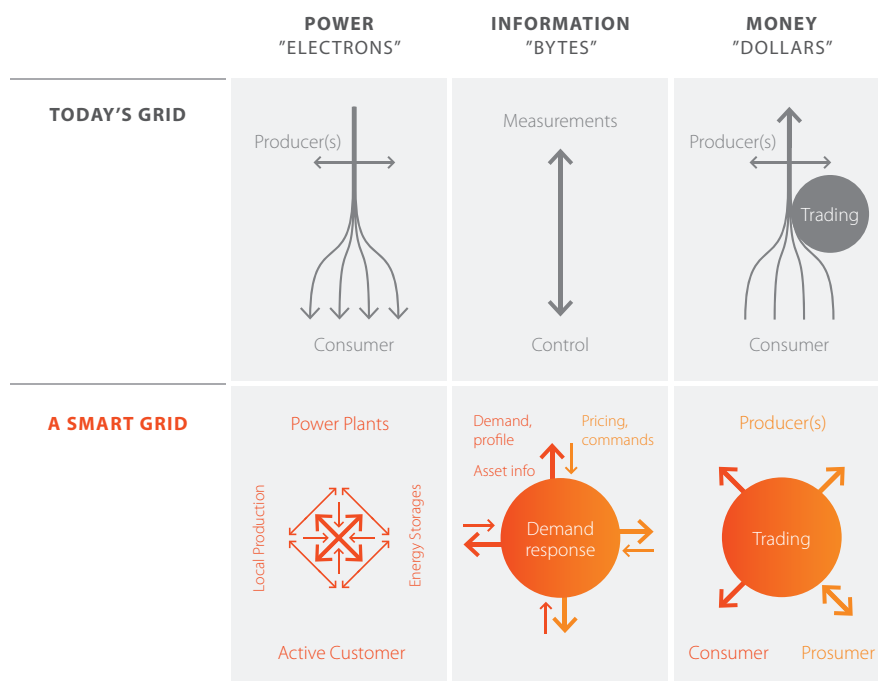 POWER
"ELECTRONS"
INFORMATION
"BYTES"
MONEY
"DOLLARS"
TODAY'S GRID
Producer(s)
Consumer
Measurements
Control
Producer(s)
Trading
Consumer
A SMART GRID
Power Plants
Local Production
Energy Storages
Active Customer
Demand,
profile
Asset info
Pricing,
commands
Demand
response
Producer(s)
Trading
Consumer
Prosumer